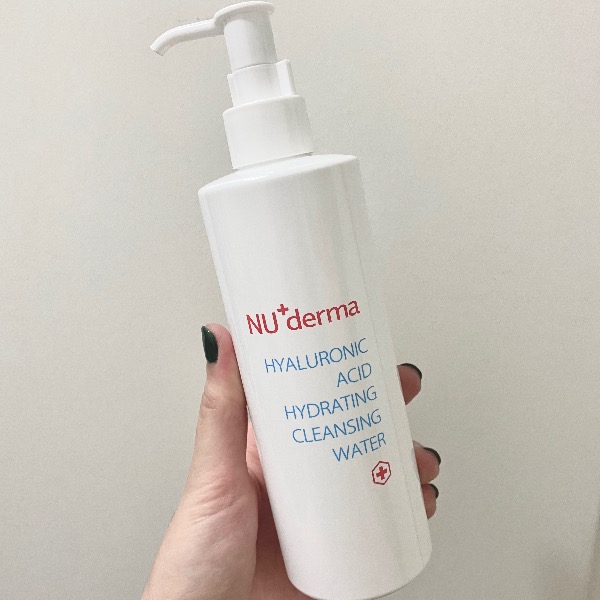 NU+derma
HYALURONIC
ACID
HYDRATING
CLEANSING
WATER